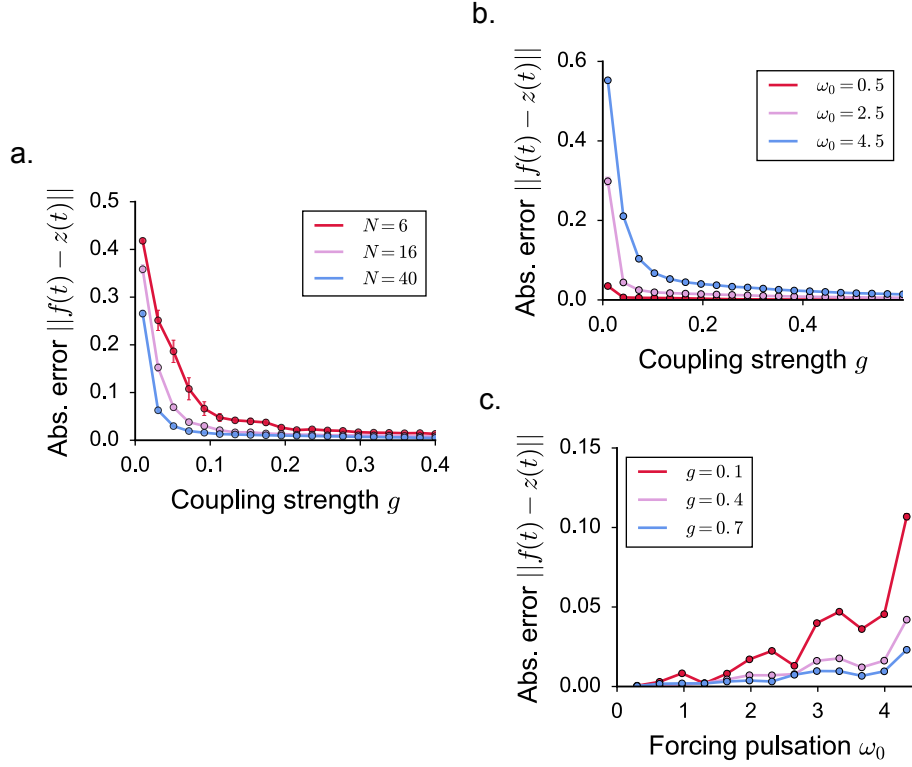 a.
Abs. error ||f(t) − z(t)||
0.5
0.4
0.3
0.2
0.1
0.0
N = 6
N = 16
N = 40
0.0 0.1 0.2 0.3 0.4
Coupling strength g
b.
Abs. error ||f(t) − z(t)||
0.6
0.4
0.2
0.0
ω₀ = 0.5
ω₀ = 2.5
ω₀ = 4.5
0.0 0.2 0.4
Coupling strength g
c.
Abs. error ||f(t) − z(t)||
0.15
0.10
0.05
0.00
g = 0.1
g = 0.4
g = 0.7
0 1 2 3 4
Forcing pulsation ω₀